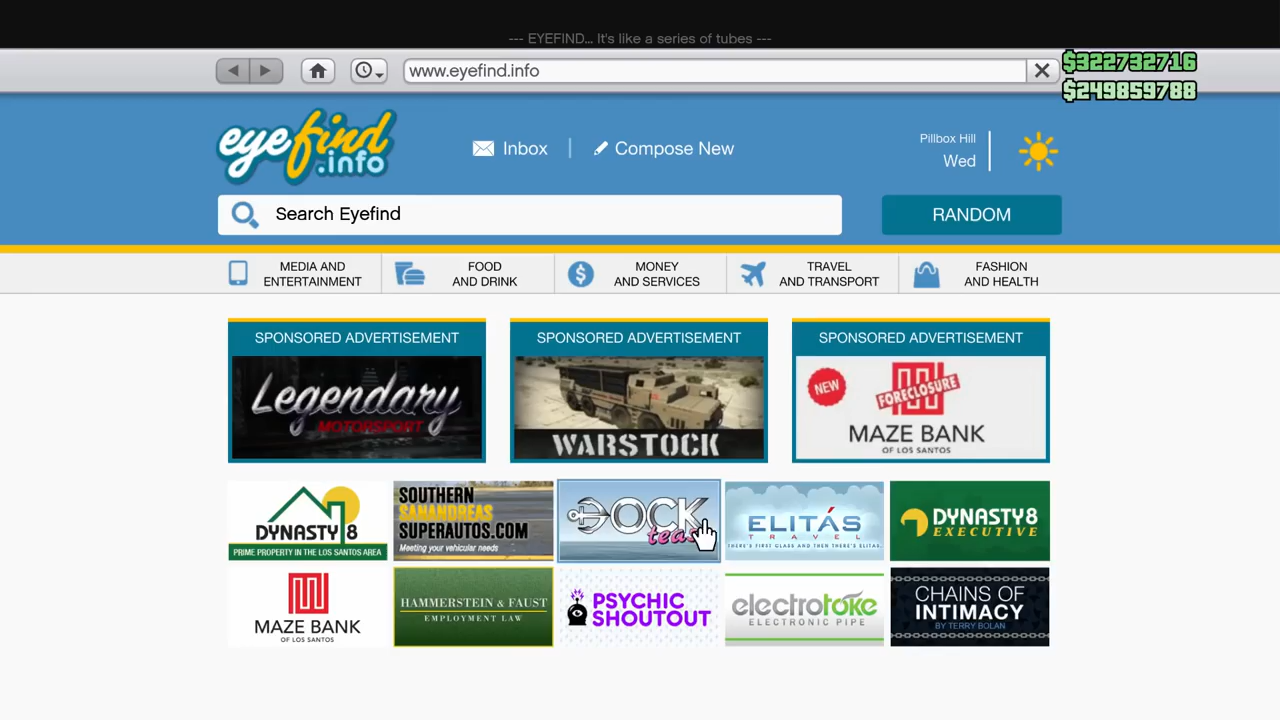 --- EYEFIND... It's like a series of tubes ---
www.eyefind.info
$322732716
$249859788
eyefind
.info
Inbox
Compose New
Pillbox Hill
Wed
Search Eyefind
RANDOM
MEDIA AND
ENTERTAINMENT
FOOD
AND DRINK
MONEY
AND SERVICES
TRAVEL
AND TRANSPORT
FASHION
AND HEALTH
SPONSORED ADVERTISEMENT
Legendary
MOTORSPORT
SPONSORED ADVERTISEMENT
WARSTOCK
SPONSORED ADVERTISEMENT
NEW
FORECLOSURE
MAZE BANK
OF LOS SANTOS
DYNASTY 8
PRIME PROPERTY IN THE LOS SANTOS AREA
SOUTHERN
SANANDREAS
SUPERAUTOS.COM
Meeting your vehicular needs
DOCK
tease
ELITÁS
TRAVEL
THERE'S FIRST CLASS AND THEN THERE'S ELITAS
DYNASTY 8
EXECUTIVE
MAZE BANK
OF LOS SANTOS
HAMMERSTEIN & FAUST
EMPLOYMENT LAW
PSYCHIC
SHOUTOUT
electrotoke
ELECTRONIC PIPE
CHAINS OF
INTIMACY
BY TERRY BOLAN